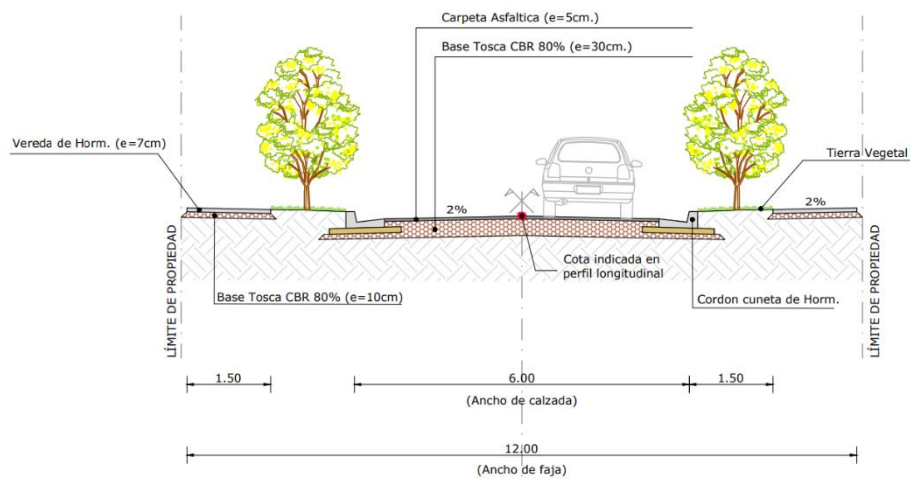 Carpeta Asfaltica (e=5cm.)
Base Tosca CBR 80% (e=30cm.)
Vereda de Horm. (e=7cm)
Tierra Vegetal
2%
2%
LÍMITE DE PROPIEDAD
Cota indicada en
perfil longitudinal
Base Tosca CBR 80% (e=10cm)
Cordon cuneta de Horm.
LÍMITE DE PROPIEDAD
1.50
6.00
1.50
(Ancho de calzada)
12.00
(Ancho de faja)